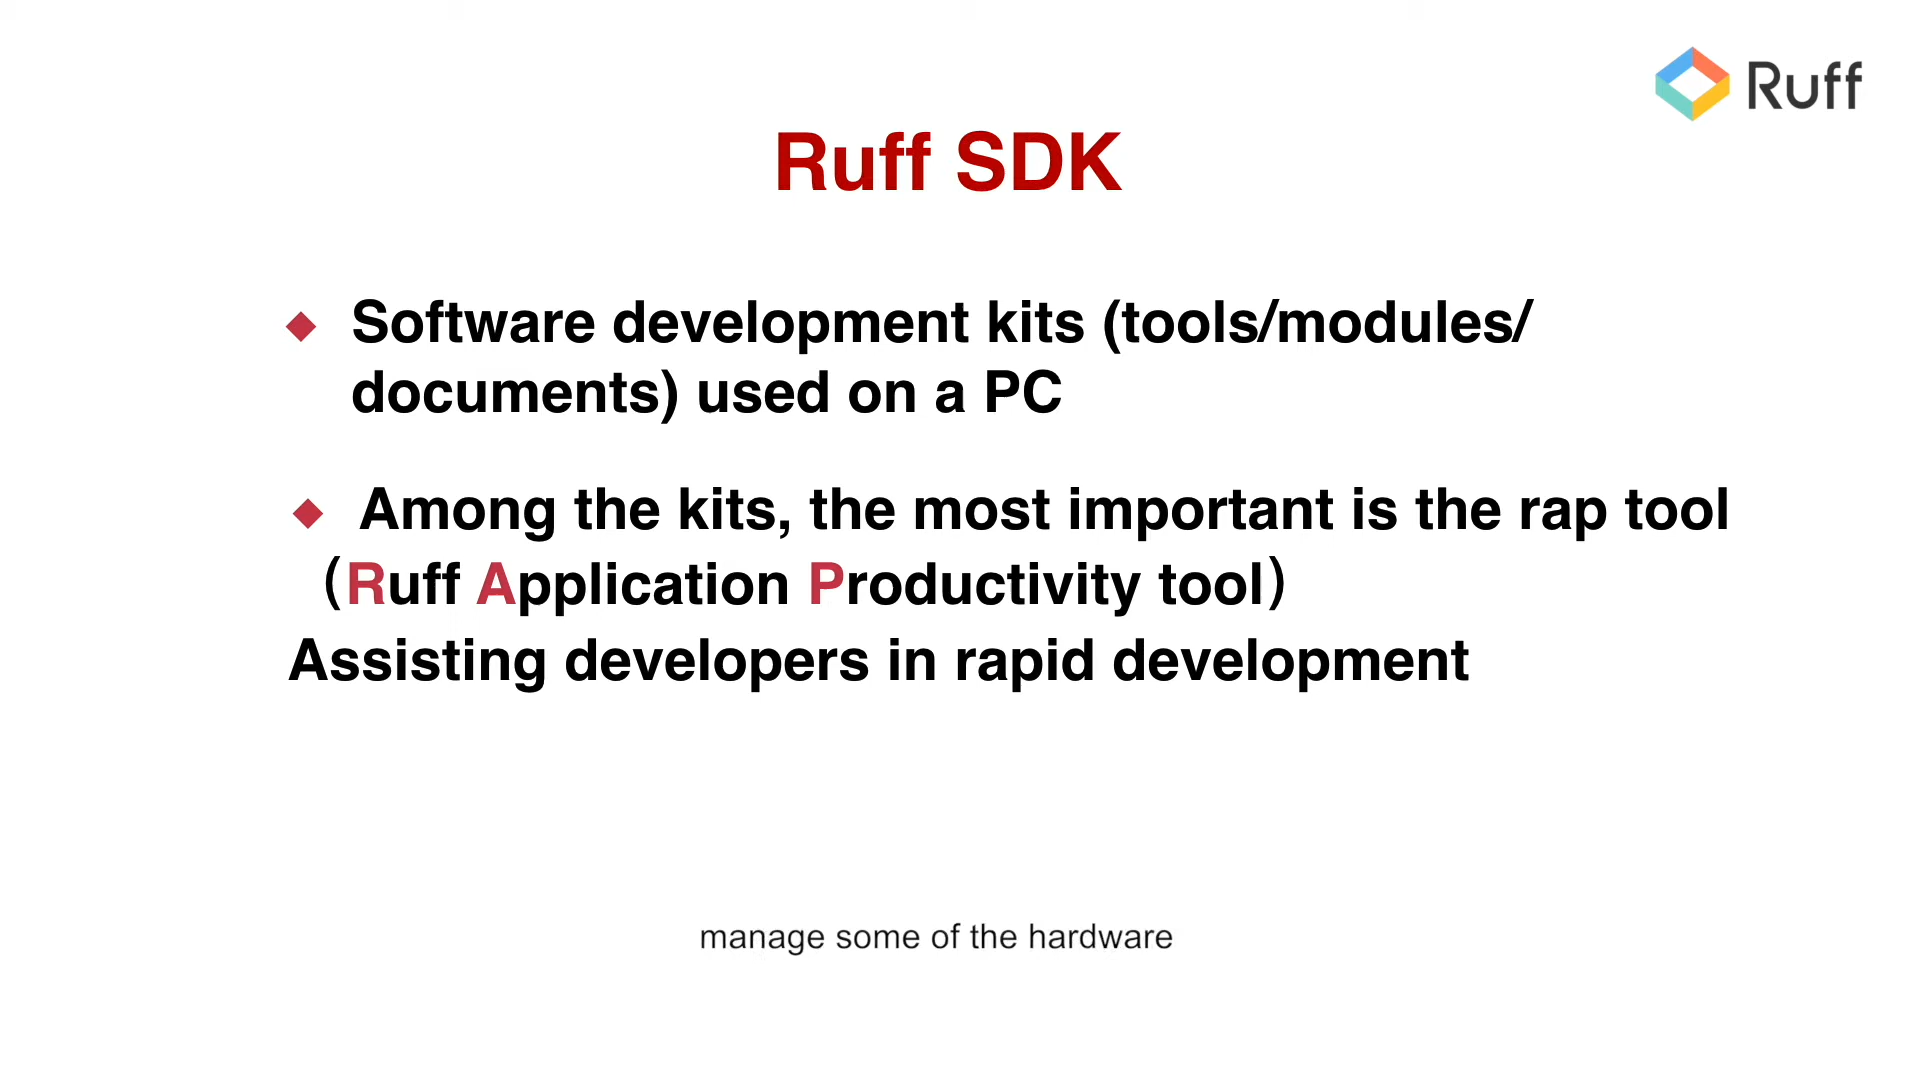 Ruff
Ruff SDK
Software development kits (tools/modules/
documents) used on a PC
Among the kits, the most important is the rap tool
(Ruff Application Productivity tool)
Assisting developers in rapid development
manage some of the hardware